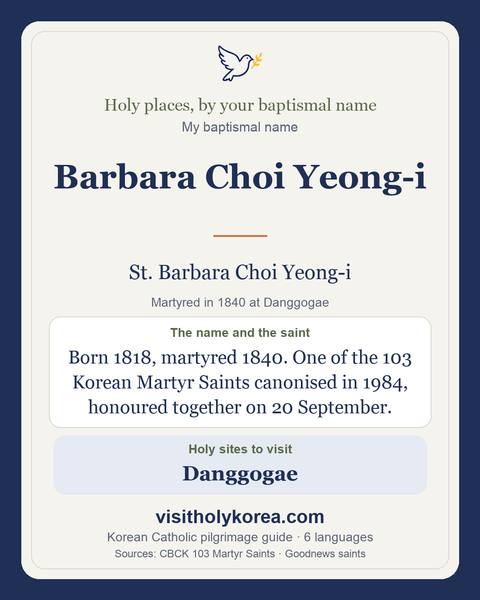 Holy places, by your baptismal name
My baptismal name
Barbara Choi Yeong-i
St. Barbara Choi Yeong-i
Martyred in 1840 at Danggogae
The name and the saint
Born 1818, martyred 1840. One of the 103
Korean Martyr Saints canonised in 1984,
honoured together on 20 September.
Holy sites to visit
Danggogae
visitholykorea.com
Korean Catholic pilgrimage guide · 6 languages
Sources: CBCK 103 Martyr Saints · Goodnews saints